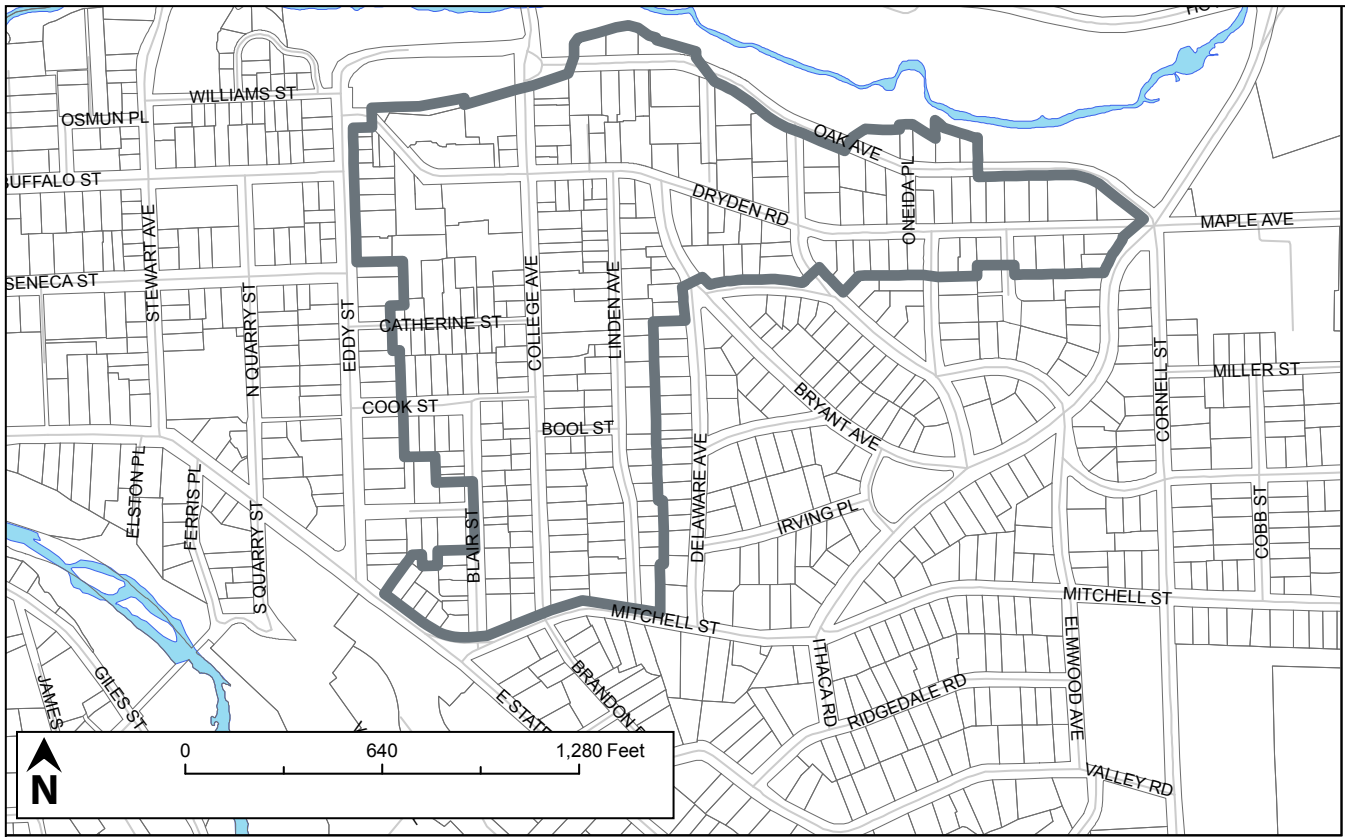 HOY
WILLIAMS ST
OSMUN PL
OAK AVE
BUFFALO ST
DRYDEN RD
ONEIDA PL
MAPLE AVE
STEWART AVE
SENECA ST
N QUARRY ST
EDDY ST
CATHERINE ST
COLLEGE AVE
LINDEN AVE
CORNELL ST
MILLER ST
COOK ST
BRYANT AVE
BOOL ST
ELSTON PL
FERRIS PL
DELAWARE AVE
IRVING PL
COBB ST
S QUARRY ST
BLAIR ST
MITCHELL ST
MITCHELL ST
ELMWOOD AVE
ITHACA RD
RIDGEDALE RD
BRANDON
E STATE
JAMES
GILES ST
VALLEY RD
0 640 1,280 Feet
N